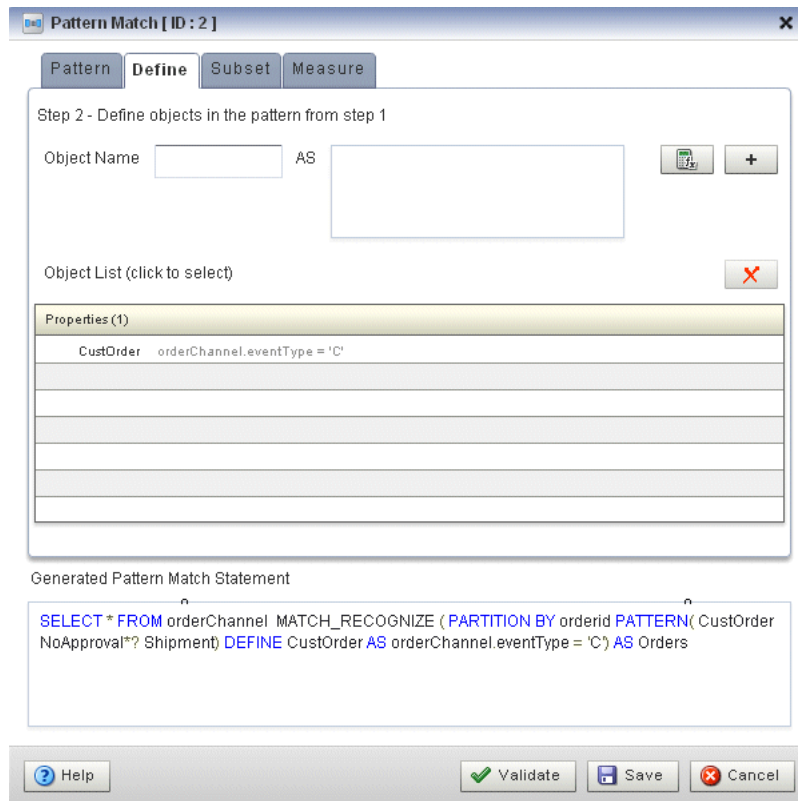 Pattern Match [ ID : 2 ]
Pattern Define Subset Measure
Step 2 - Define objects in the pattern from step 1
Object Name AS
+
Object List (click to select)
Properties (1)
CustOrder orderChannel.eventType = 'C'
Generated Pattern Match Statement
SELECT * FROM orderChannel MATCH_RECOGNIZE ( PARTITION BY orderid PATTERN( CustOrder
NoApproval*? Shipment) DEFINE CustOrder AS orderChannel.eventType = 'C') AS Orders
Help Validate Save Cancel